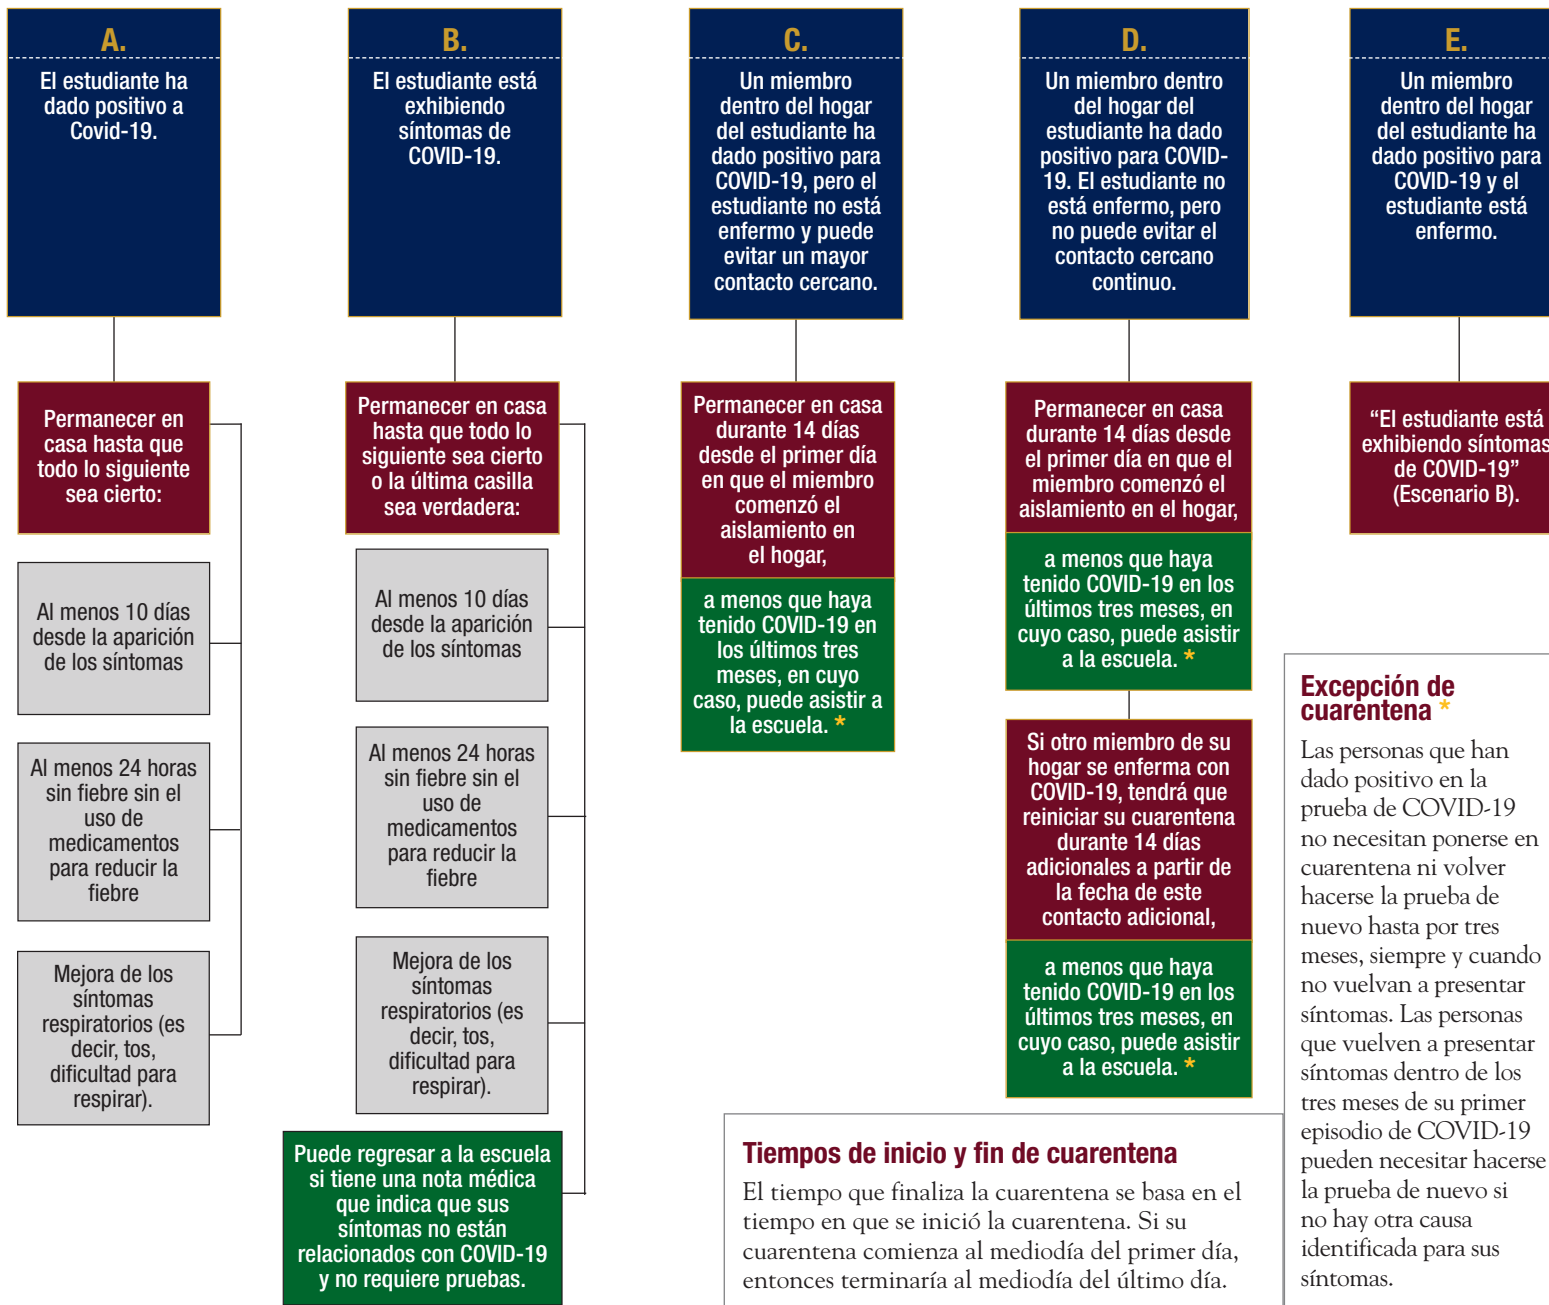 A.
El estudiante ha
dado positivo a
Covid-19.
Permanecer en
casa hasta que
todo lo siguiente
sea cierto:
Al menos 10 días
desde la aparición
de los síntomas
Al menos 24 horas
sin fiebre sin el
uso de
medicamentos
para reducir la
fiebre
Mejora de los
síntomas
respiratorios (es
decir, tos,
dificultad para
respirar).
B.
El estudiante está
exhibiendo
síntomas de
COVID-19.
Permanecer en casa
hasta que todo lo
siguiente sea cierto
o la última casilla
sea verdadera:
Al menos 10 días
desde la aparición
de los síntomas
Al menos 24 horas
sin fiebre sin el
uso de
medicamentos
para reducir la
fiebre
Mejora de los
síntomas
respiratorios (es
decir, tos,
dificultad para
respirar).
Puede regresar a la escuela
si tiene una nota médica
que indica que sus
síntomas no están
relacionados con COVID-19
y no requiere pruebas.
C.
Un miembro
dentro del hogar
del estudiante ha
dado positivo para
COVID-19, pero el
estudiante no está
enfermo y puede
evitar un mayor
contacto cercano.
Permanecer en casa
durante 14 días
desde el primer día
en que el miembro
comenzó el
aislamiento en
el hogar,
a menos que haya
tenido COVID-19 en
los últimos tres
meses, en cuyo
caso, puede asistir a
la escuela. *
D.
Un miembro dentro
del hogar del
estudiante ha dado
positivo para COVID-
19. El estudiante no
está enfermo, pero
no puede evitar el
contacto cercano
continuo.
Permanecer en casa
durante 14 días desde
el primer día en que el
miembro comenzó el
aislamiento en el hogar,
a menos que haya
tenido COVID-19 en los
últimos tres meses, en
cuyo caso, puede asistir
a la escuela. *
Si otro miembro de su
hogar se enferma con
COVID-19, tendrá que
reiniciar su cuarentena
durante 14 días
adicionales a partir de
la fecha de este
contacto adicional,
a menos que haya
tenido COVID-19 en los
últimos tres meses, en
cuyo caso, puede asistir
a la escuela. *
E.
Un miembro
dentro del hogar
del estudiante ha
dado positivo para
COVID-19 y el
estudiante está
enfermo.
“El estudiante está
exhibiendo síntomas
de COVID-19”
(Escenario B).
Tiempos de inicio y fin de cuarentena
El tiempo que finaliza la cuarentena se basa en el
tiempo en que se inició la cuarentena. Si su
cuarentena comienza al mediodía del primer día,
entonces terminaría al mediodía del último día.
Excepción de
cuarentena *
Las personas que han
dado positivo en la
prueba de COVID-19
no necesitan ponerse en
cuarentena ni volver
hacerse la prueba de
nuevo hasta por tres
meses, siempre y cuando
no vuelvan a presentar
síntomas. Las personas
que vuelven a presentar
síntomas dentro de los
tres meses de su primer
episodio de COVID-19
pueden necesitar hacerse
la prueba de nuevo si
no hay otra causa
identificada para sus
síntomas.